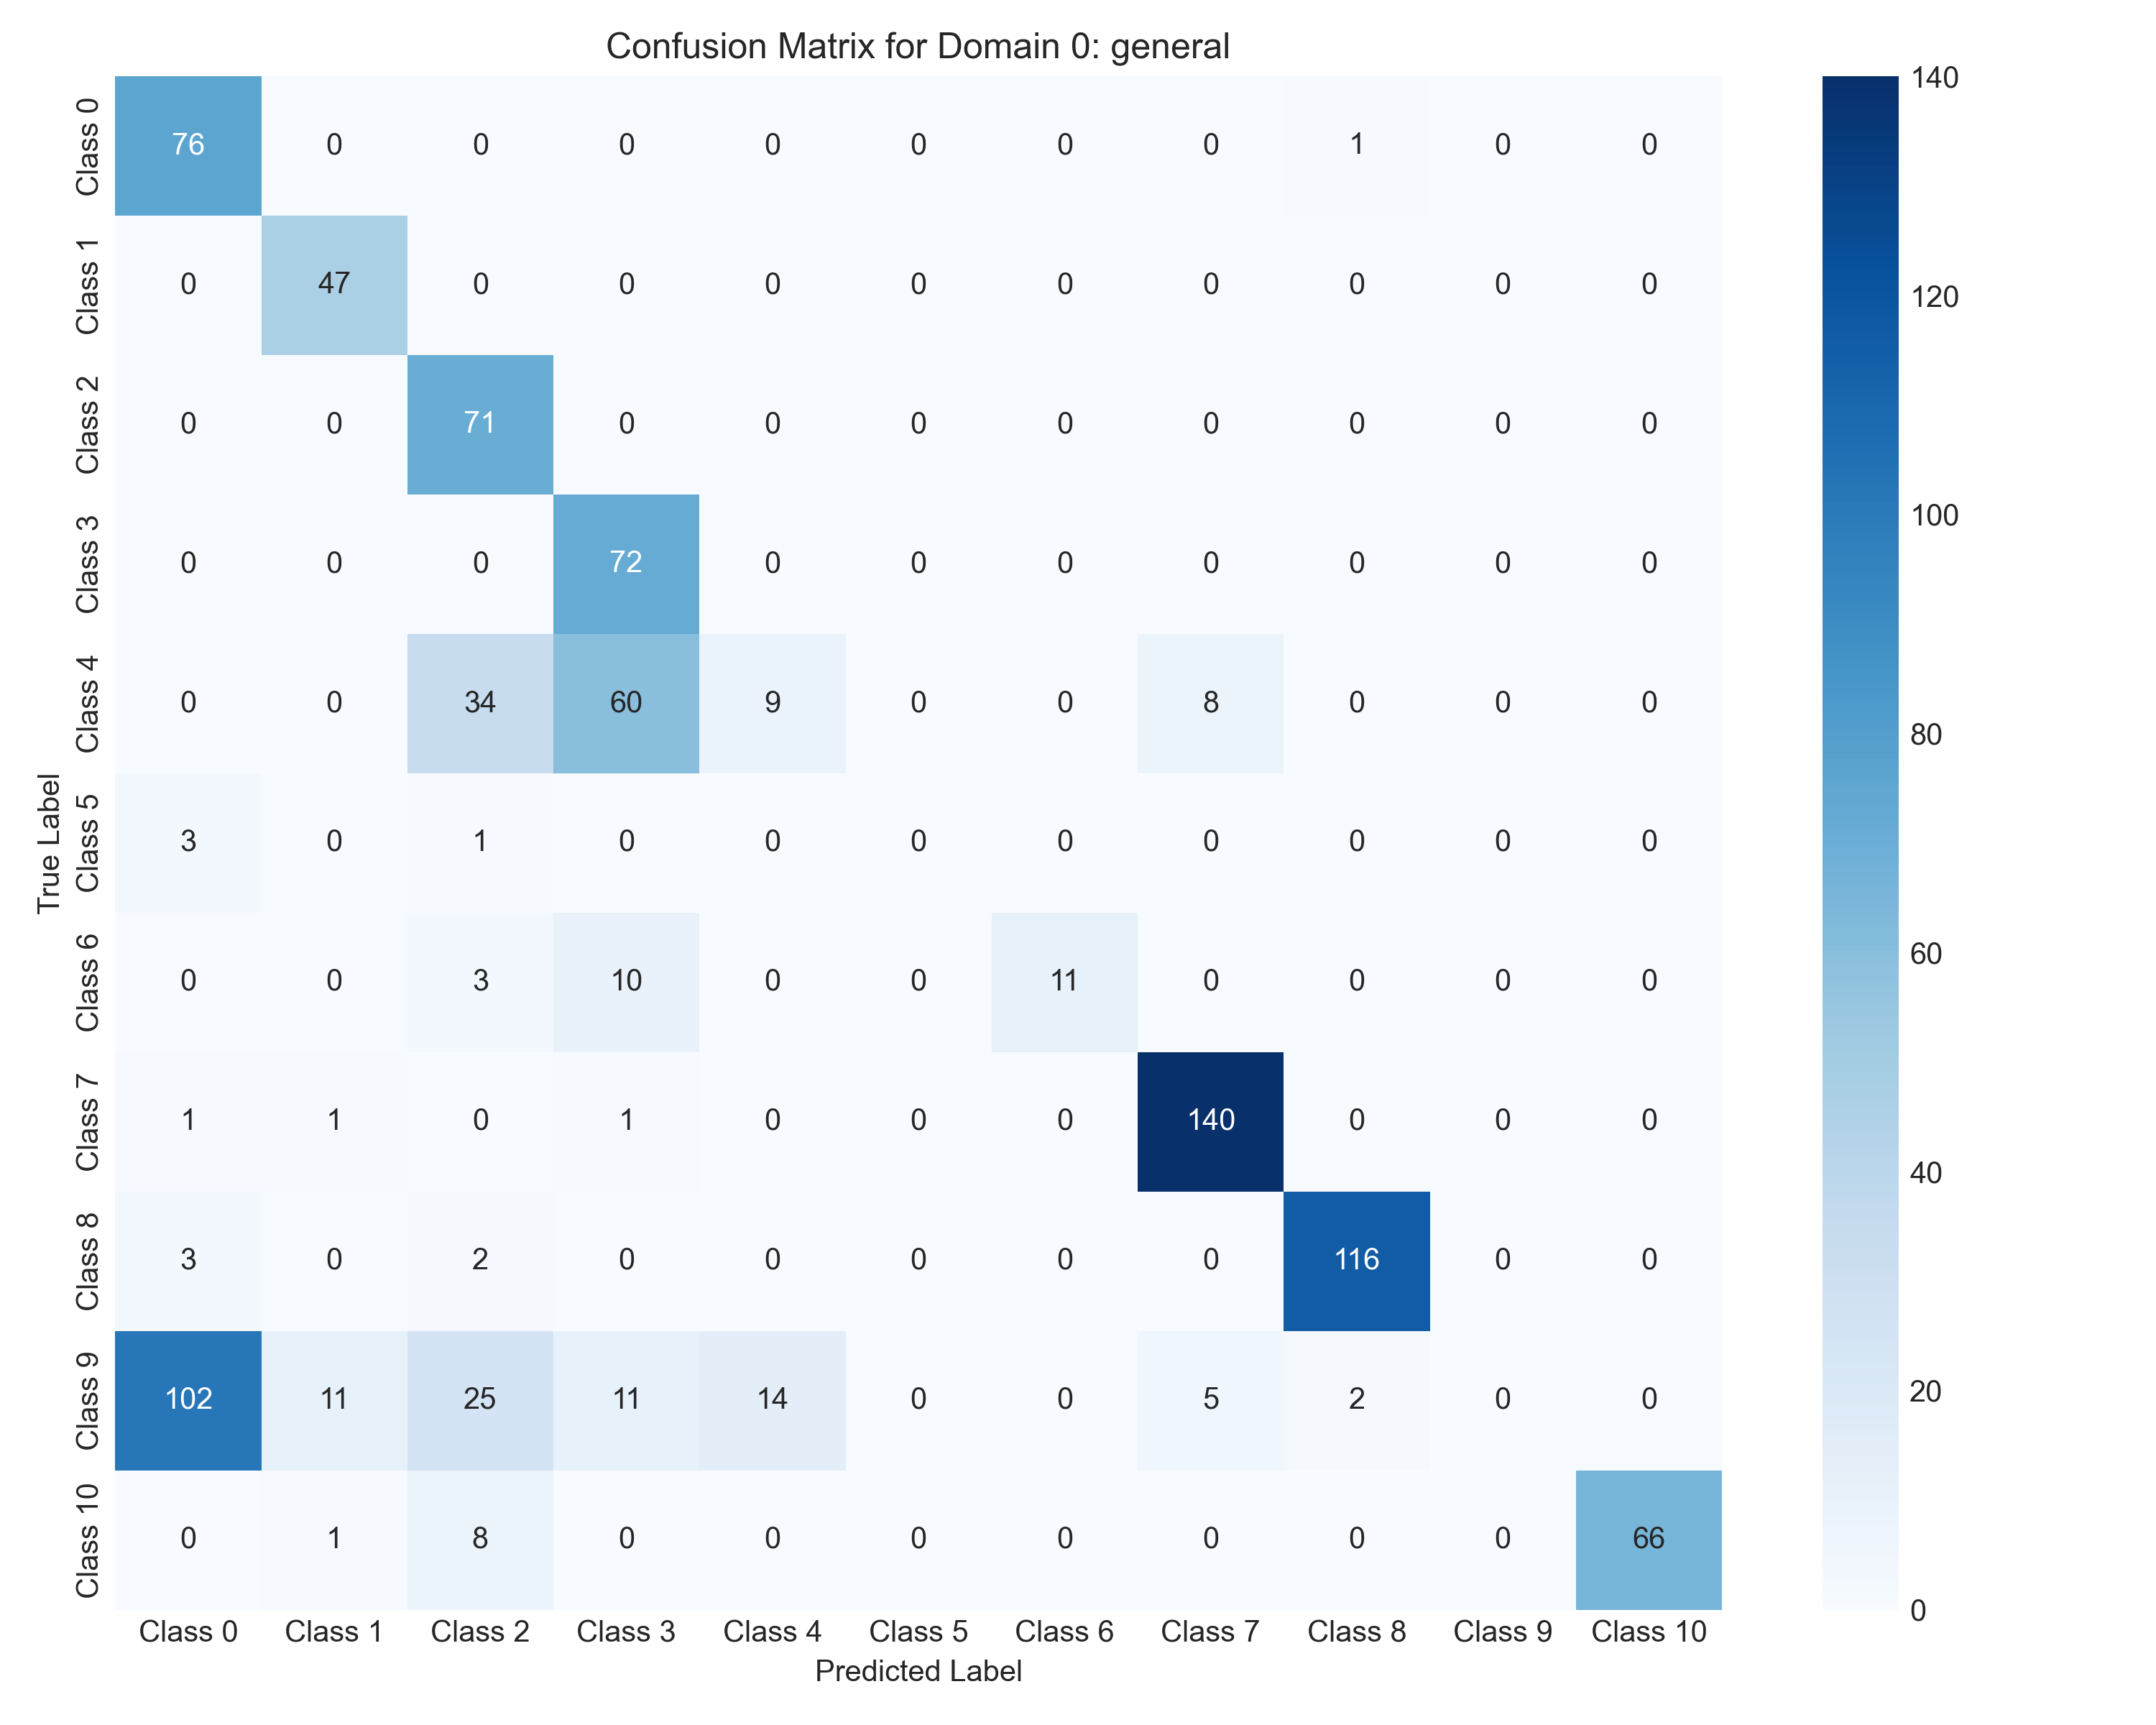 Confusion Matrix for Domain 0: general
True Label
Class 0 76 0 0 0 0 0 0 0 1 0 0
Class 1 0 47 0 0 0 0 0 0 0 0 0
Class 2 0 0 71 0 0 0 0 0 0 0 0
Class 3 0 0 0 72 0 0 0 0 0 0 0
Class 4 0 0 34 60 9 0 0 8 0 0 0
Class 5 3 0 1 0 0 0 0 0 0 0 0
Class 6 0 0 3 10 0 0 11 0 0 0 0
Class 7 1 1 0 1 0 0 0 140 0 0 0
Class 8 3 0 2 0 0 0 0 0 116 0 0
Class 9 102 11 25 11 14 0 0 5 2 0 0
Class 10 0 1 8 0 0 0 0 0 0 0 66
Class 0 Class 1 Class 2 Class 3 Class 4 Class 5 Class 6 Class 7 Class 8 Class 9 Class 10
Predicted Label
140
120
100
80
60
40
20
0